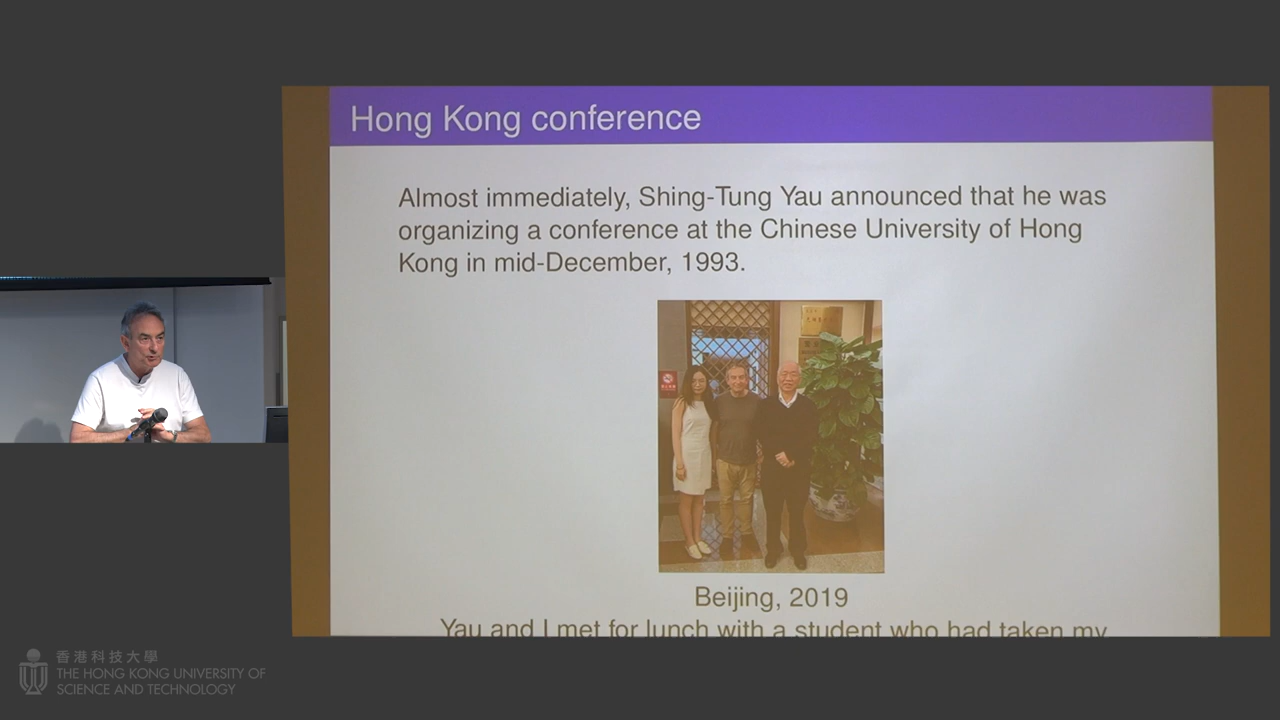 Hong Kong conference
Almost immediately, Shing-Tung Yau announced that he was
organizing a conference at the Chinese University of Hong
Kong in mid-December, 1993.
Beijing, 2019
Yau and I met for lunch with a student who had taken my
香港科技大學
THE HONG KONG UNIVERSITY OF
SCIENCE AND TECHNOLOGY